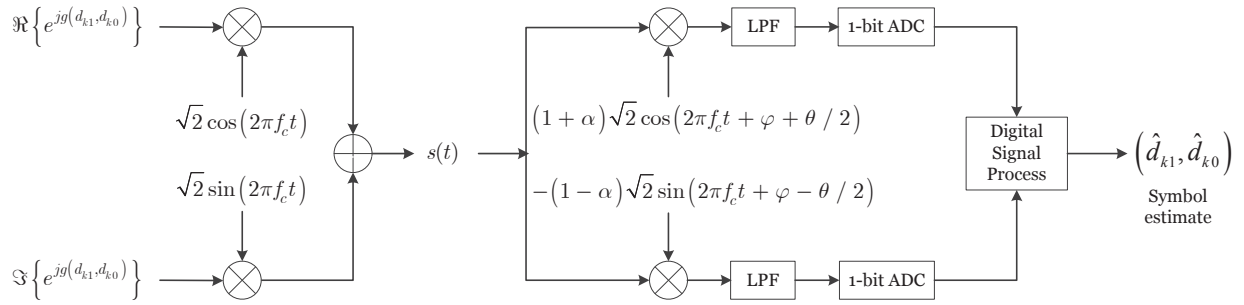 ℜ{e^{jg(d_{k1},d_{k0})}}
√2 cos(2πf_c t)
√2 sin(2πf_c t)
ℑ{e^{jg(d_{k1},d_{k0})}}
s(t)
LPF
1-bit ADC
(1 + α)√2 cos(2πf_c t + φ + θ / 2)
−(1 − α)√2 sin(2πf_c t + φ − θ / 2)
LPF
1-bit ADC
Digital
Signal
Process
(d̂_{k1}, d̂_{k0})
Symbol
estimate